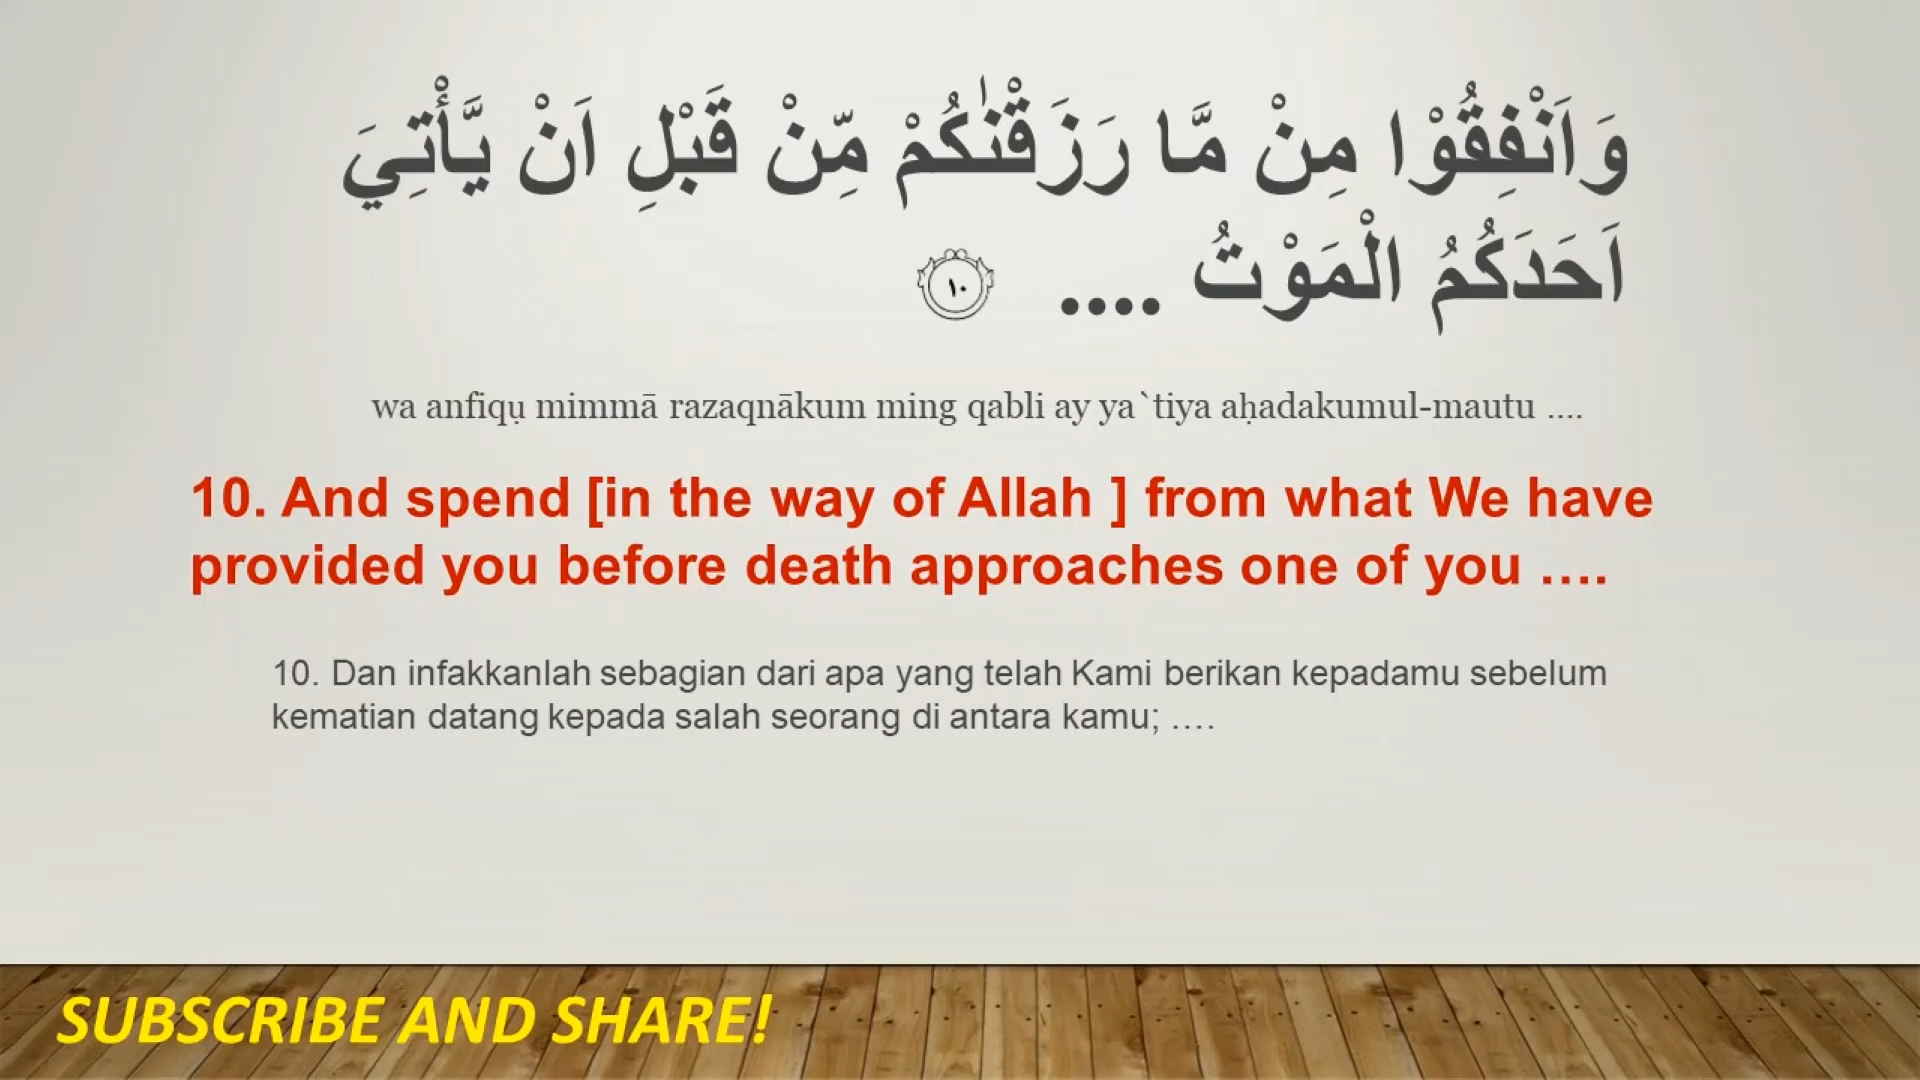 وَاَنْفِقُوْا مِنْ مَّا رَزَقْنٰكُمْ مِّنْ قَبْلِ اَنْ يَّأْتِيَ
اَحَدَكُمُ الْمَوْتُ .... ١٠
wa anfiqụ mimmā razaqnākum ming qabli ay ya`tiya aḥadakumul-mautu ....
10. And spend [in the way of Allah ] from what We have
provided you before death approaches one of you ….
10. Dan infakkanlah sebagian dari apa yang telah Kami berikan kepadamu sebelum
kematian datang kepada salah seorang di antara kamu; ….
SUBSCRIBE AND SHARE!